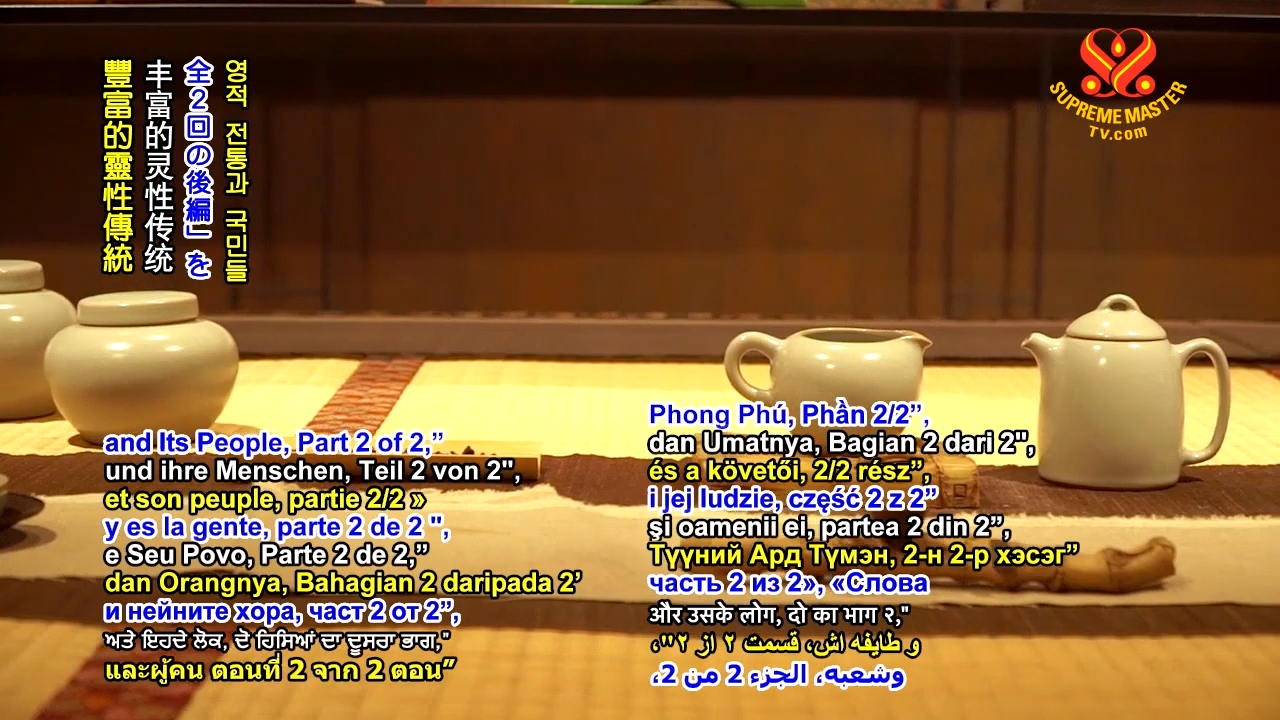 영적 전통과 국민들
全2回の後編」を
丰富的灵性传统
豐富的靈性傳統
SUPREME MASTER
TV.com
and Its People, Part 2 of 2,”
und ihre Menschen, Teil 2 von 2",
et son peuple, partie 2/2 »
y es la gente, parte 2 de 2 ",
e Seu Povo, Parte 2 de 2,”
dan Orangnya, Bahagian 2 daripada 2’
и нейните хора, част 2 от 2”,
ਅਤੇ ਇਹਦੇ ਲੋਕ, ਦੋ ਹਿਸਿਆਂ ਦਾ ਦੂਸਰਾ ਭਾਗ,"
และผู้คน ตอนที่ 2 จาก 2 ตอน”
Phong Phú, Phần 2/2”,
dan Umatnya, Bagian 2 dari 2",
és a követői, 2/2 rész”,
i jej ludzie, część 2 z 2”
şi oamenii ei, partea 2 din 2”,
Түүний Ард Түмэн, 2-н 2-р хэсэг”
часть 2 из 2», «Слова
और उसके लोग, दो का भाग २,"
و طایفه اش، قسمت ۲ از ۲"،
وشعبه، الجزء 2 من 2،